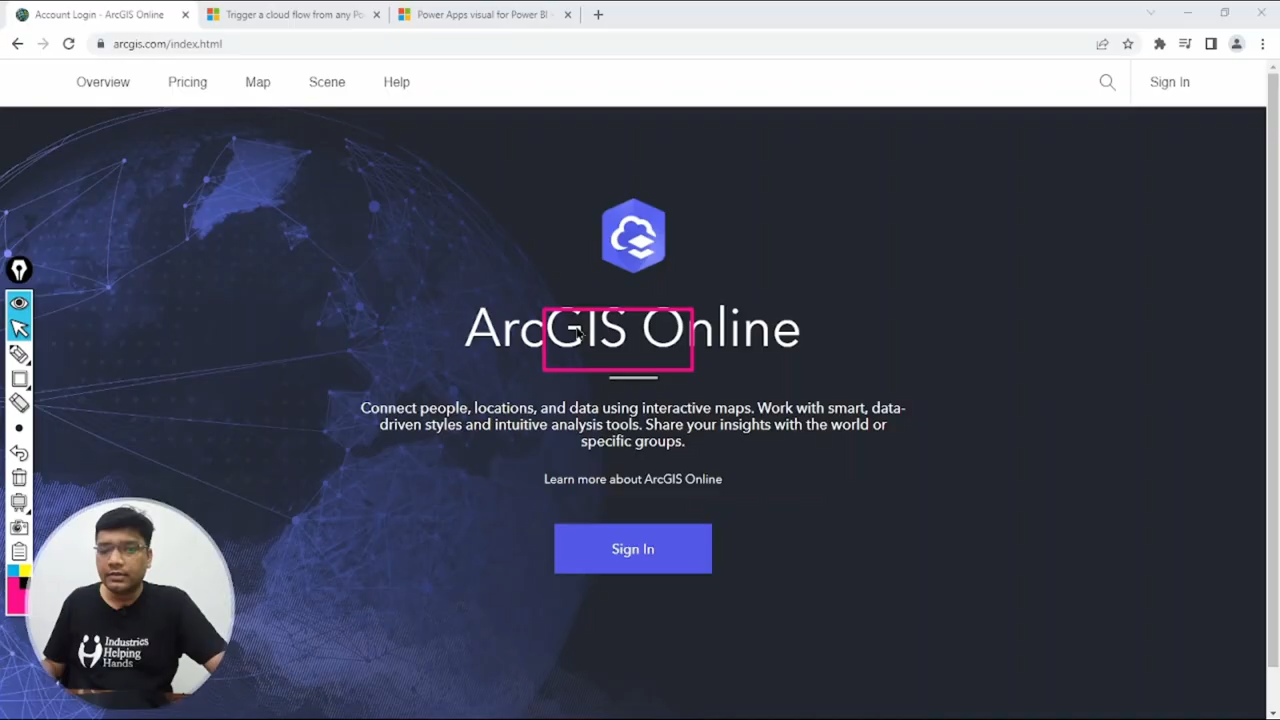 Account Login - ArcGIS Online
Trigger a cloud flow from any Po
Power Apps visual for Power BI -
arcgis.com/index.html
Overview
Pricing
Map
Scene
Help
Sign In
ArcGIS Online
Connect people, locations, and data using interactive maps. Work with smart, data-
driven styles and intuitive analysis tools. Share your insights with the world or
specific groups.
Learn more about ArcGIS Online
Sign In
Industries
Helping
Hands